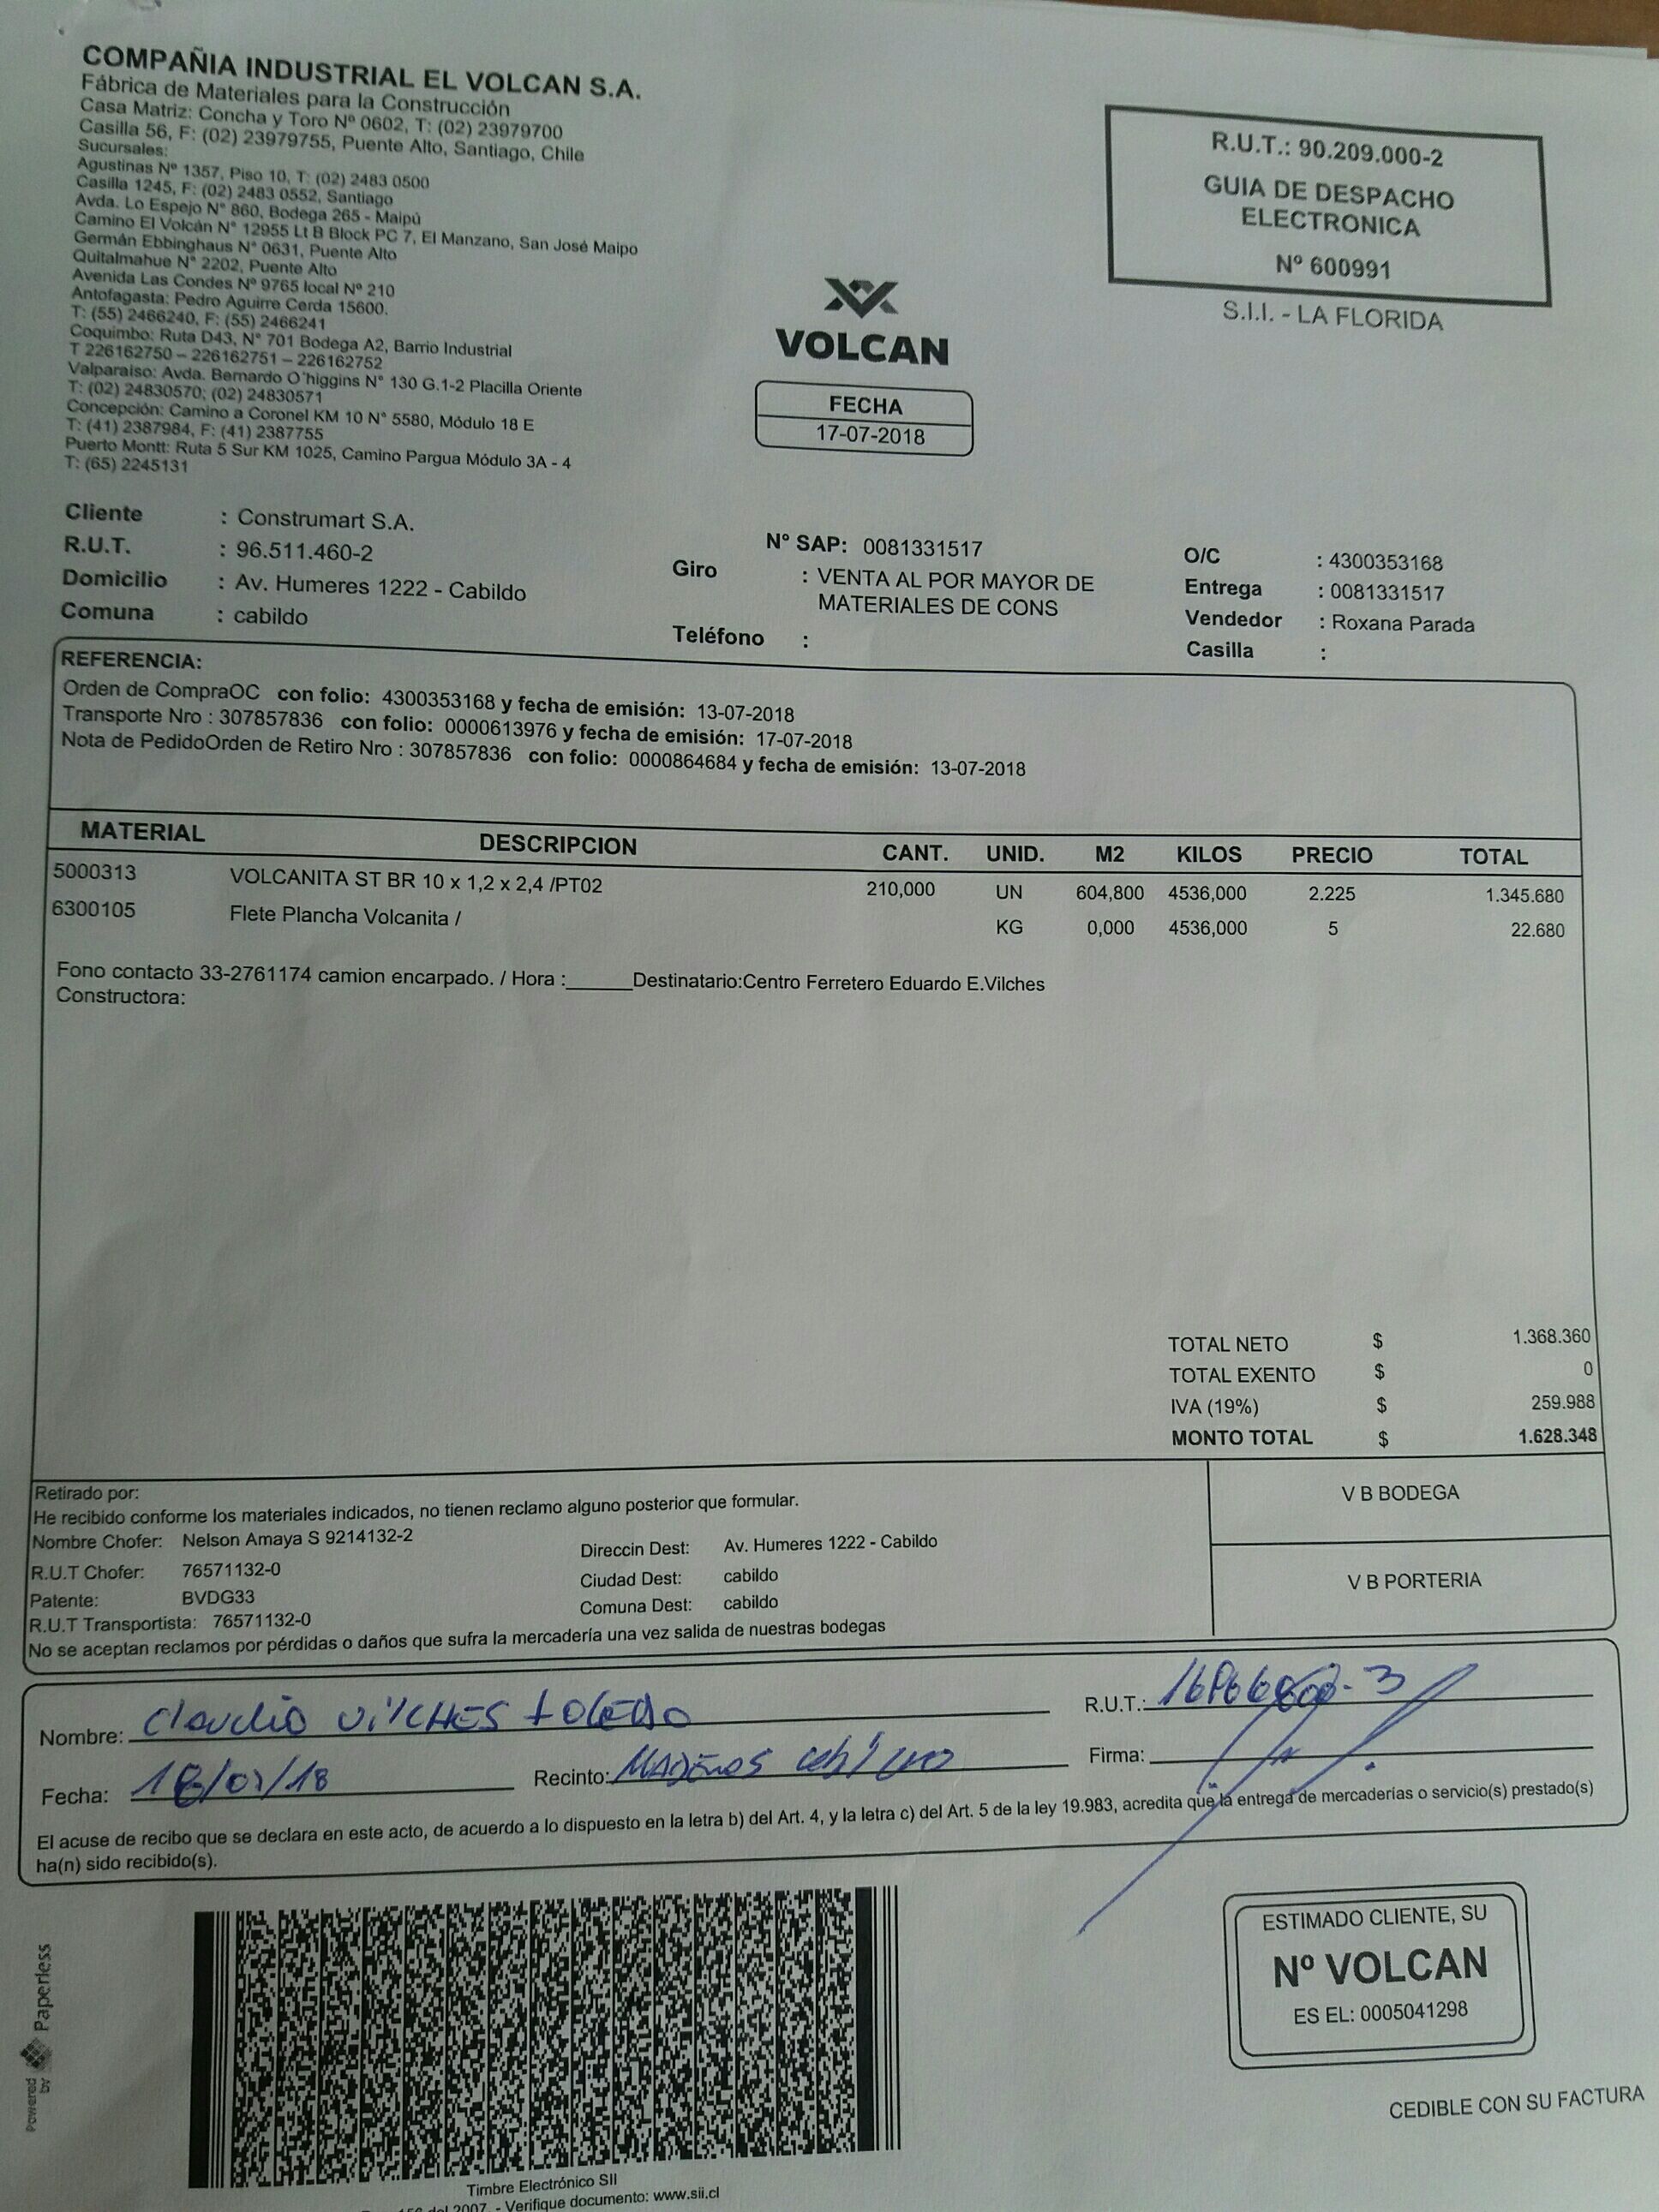 COMPAÑIA INDUSTRIAL EL VOLCAN S.A.
Fábrica de Materiales para la Construcción
Casa Matriz: Concha y Toro Nº 0602, T: (02) 23979700
Casilla 56, F: (02) 23979755, Puente Alto, Santiago, Chile
Sucursales:
Agustinas Nº 1357, Piso 10, T: (02) 2483 0500
Casilla 1245, F: (02) 2483 0552, Santiago
Avda. Lo Espejo N° 860, Bodega 265 - Maipú
Camino El Volcán N° 12955 Lt B Block PC 7, El Manzano, San José Maipo
Germán Ebbinghaus N° 0631, Puente Alto
Quitalmahue N° 2202, Puente Alto
Avenida Las Condes Nº 9765 local Nº 210
Antofagasta: Pedro Aguirre Cerda 15600.
T: (55) 2466240, F: (55) 2466241
Coquimbo: Ruta D43, N° 701 Bodega A2, Barrio Industrial
T 226162750 – 226162751 – 226162752
Valparaíso: Avda. Bernardo O´higgins N° 130 G.1-2 Placilla Oriente
T: (02) 24830570; (02) 24830571
Concepción: Camino a Coronel KM 10 N° 5580, Módulo 18 E
T: (41) 2387984, F: (41) 2387755
Puerto Montt: Ruta 5 Sur KM 1025, Camino Pargua Módulo 3A - 4
T: (65) 2245131
R.U.T.: 90.209.000-2
GUIA DE DESPACHO
ELECTRONICA
Nº 600991
S.I.I. - LA FLORIDA
VOLCAN
FECHA
17-07-2018
Cliente : Construmart S.A.
R.U.T. : 96.511.460-2
Domicilio : Av. Humeres 1222 - Cabildo
Comuna : cabildo
N° SAP: 0081331517
Giro : VENTA AL POR MAYOR DE
MATERIALES DE CONS
Teléfono :
O/C : 4300353168
Entrega : 0081331517
Vendedor : Roxana Parada
Casilla :
REFERENCIA:
Orden de CompraOC con folio: 4300353168 y fecha de emisión: 13-07-2018
Transporte Nro : 307857836 con folio: 0000613976 y fecha de emisión: 17-07-2018
Nota de PedidoOrden de Retiro Nro : 307857836 con folio: 0000864684 y fecha de emisión: 13-07-2018
MATERIAL DESCRIPCION CANT. UNID. M2 KILOS PRECIO TOTAL
5000313 VOLCANITA ST BR 10 x 1,2 x 2,4 /PT02 210,000 UN 604,800 4536,000 2.225 1.345.680
6300105 Flete Plancha Volcanita / KG 0,000 4536,000 5 22.680
Fono contacto 33-2761174 camion encarpado. / Hora :______Destinatario:Centro Ferretero Eduardo E.Vilches
Constructora:
TOTAL NETO $ 1.368.360
TOTAL EXENTO $ 0
IVA (19%) $ 259.988
MONTO TOTAL $ 1.628.348
Retirado por:
He recibido conforme los materiales indicados, no tienen reclamo alguno posterior que formular.
Nombre Chofer: Nelson Amaya S 9214132-2
R.U.T Chofer: 76571132-0
Patente: BVDG33
R.U.T Transportista: 76571132-0
Direccin Dest: Av. Humeres 1222 - Cabildo
Ciudad Dest: cabildo
Comuna Dest: cabildo
No se aceptan reclamos por pérdidas o daños que sufra la mercadería una vez salida de nuestras bodegas
V B BODEGA
V B PORTERIA
Nombre: Claudio Vilches toledo
R.U.T.:
Fecha: 18/07/18
Recinto:
Firma:
El acuse de recibo que se declara en este acto, de acuerdo a lo dispuesto en la letra b) del Art. 4, y la letra c) del Art. 5 de la ley 19.983, acredita que la entrega de mercaderías o servicio(s) prestado(s)
ha(n) sido recibido(s).
Powered by Paperless
Timbre Electrónico SII
del 2007 - Verifique documento: www.sii.cl
ESTIMADO CLIENTE, SU
Nº VOLCAN
ES EL: 0005041298
CEDIBLE CON SU FACTURA